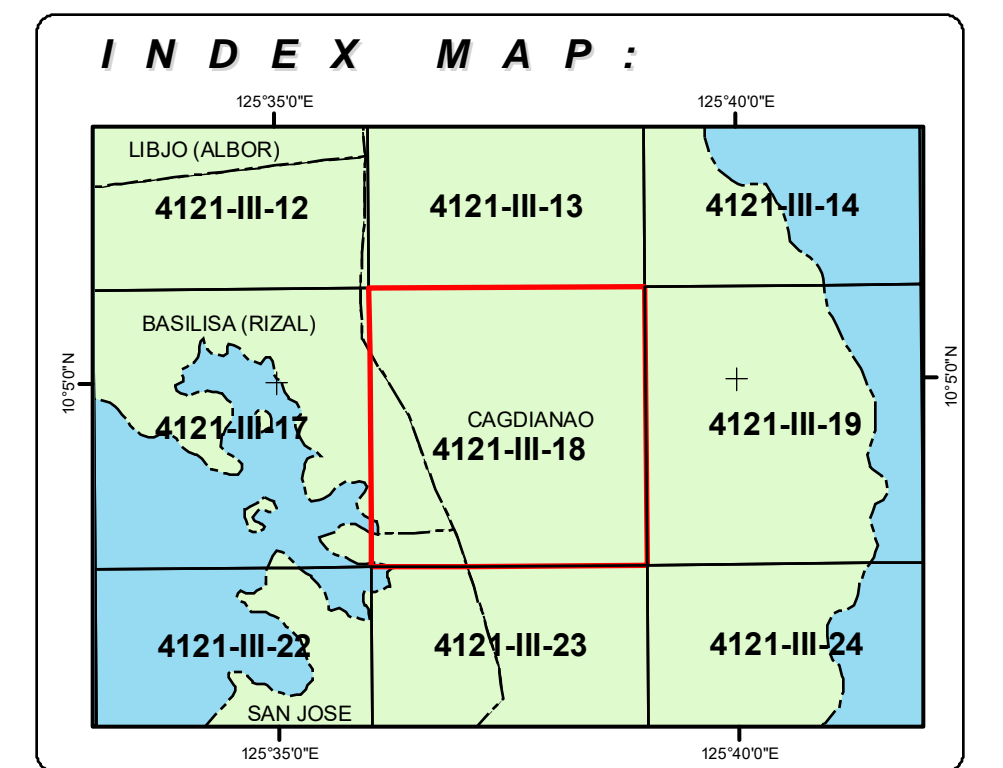 INDEX MAP:
125°35'0"E 125°40'0"E
LIBJO (ALBOR)
4121-III-12 4121-III-13 4121-III-14
BASILISA (RIZAL)
10°5'0"N 10°5'0"N
CAGDIANAO
4121-III-17 4121-III-18 4121-III-19
4121-III-22 4121-III-23 4121-III-24
SAN JOSE
125°35'0"E 125°40'0"E